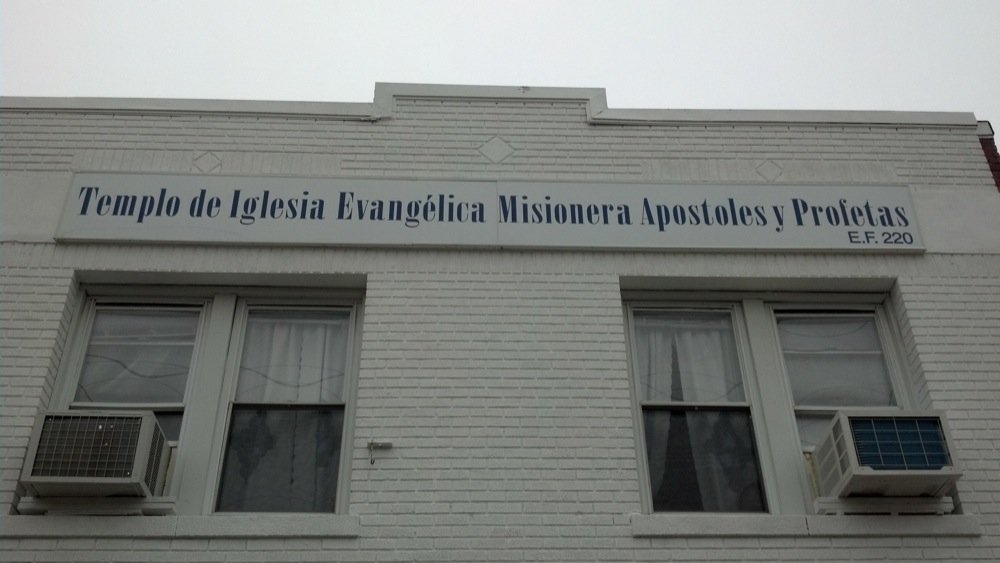 Templo de Iglesia Evangélica Misionera Apostoles y Profetas
E.F. 220